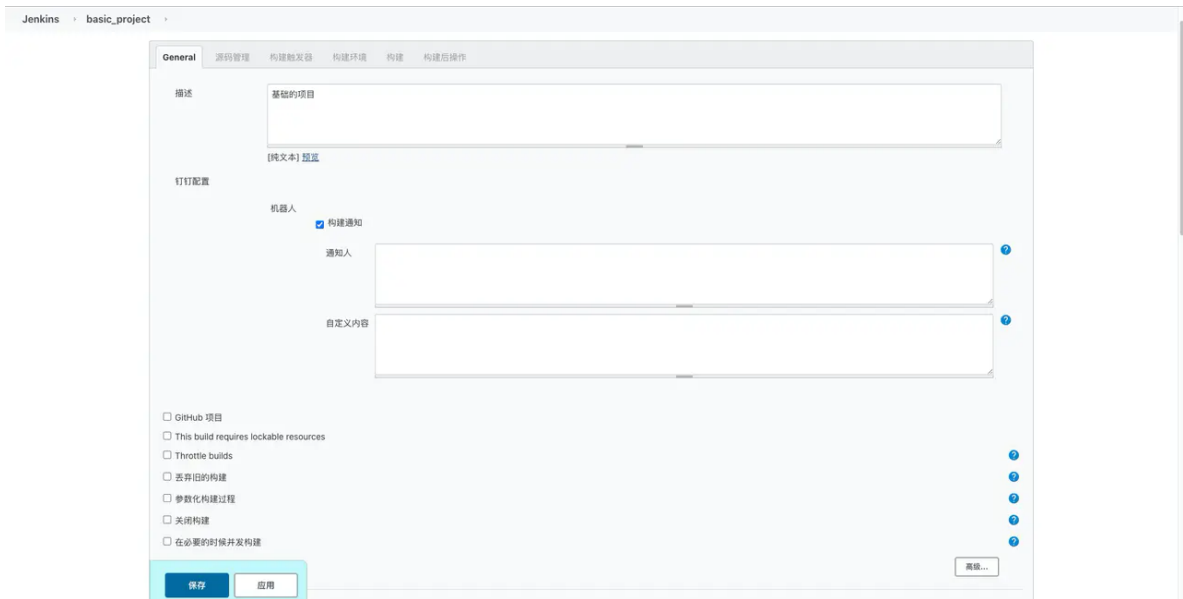 Jenkins › basic_project ›
General 源码管理 构建触发器 构建环境 构建 构建后操作
描述
基础的项目
[纯文本] 预览
钉钉配置
机器人
构建通知
通知人
自定义内容
GitHub 项目
This build requires lockable resources
Throttle builds
丢弃旧的构建
参数化构建过程
关闭构建
在必要的时候并发构建
高级...
保存 应用